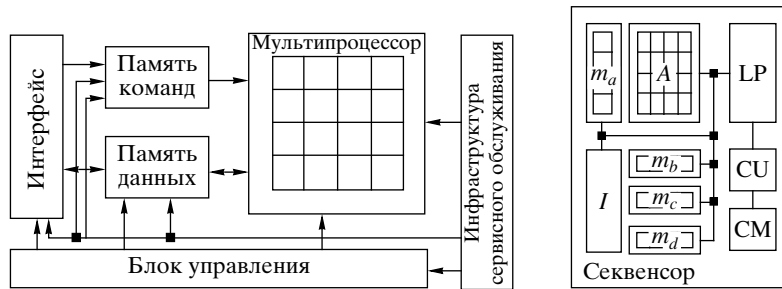 Интерфейс
Память
команд
Память
данных
Мультипроцессор
Инфраструктура
сервисного обслуживания
Блок управления
m_a
A
LP
I
m_b
m_c
m_d
CU
CM
Секвенсор